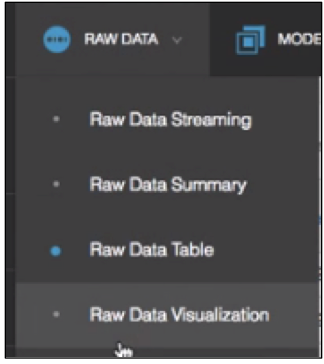 RAW DATA
MODE
Raw Data Streaming
Raw Data Summary
Raw Data Table
Raw Data Visualization